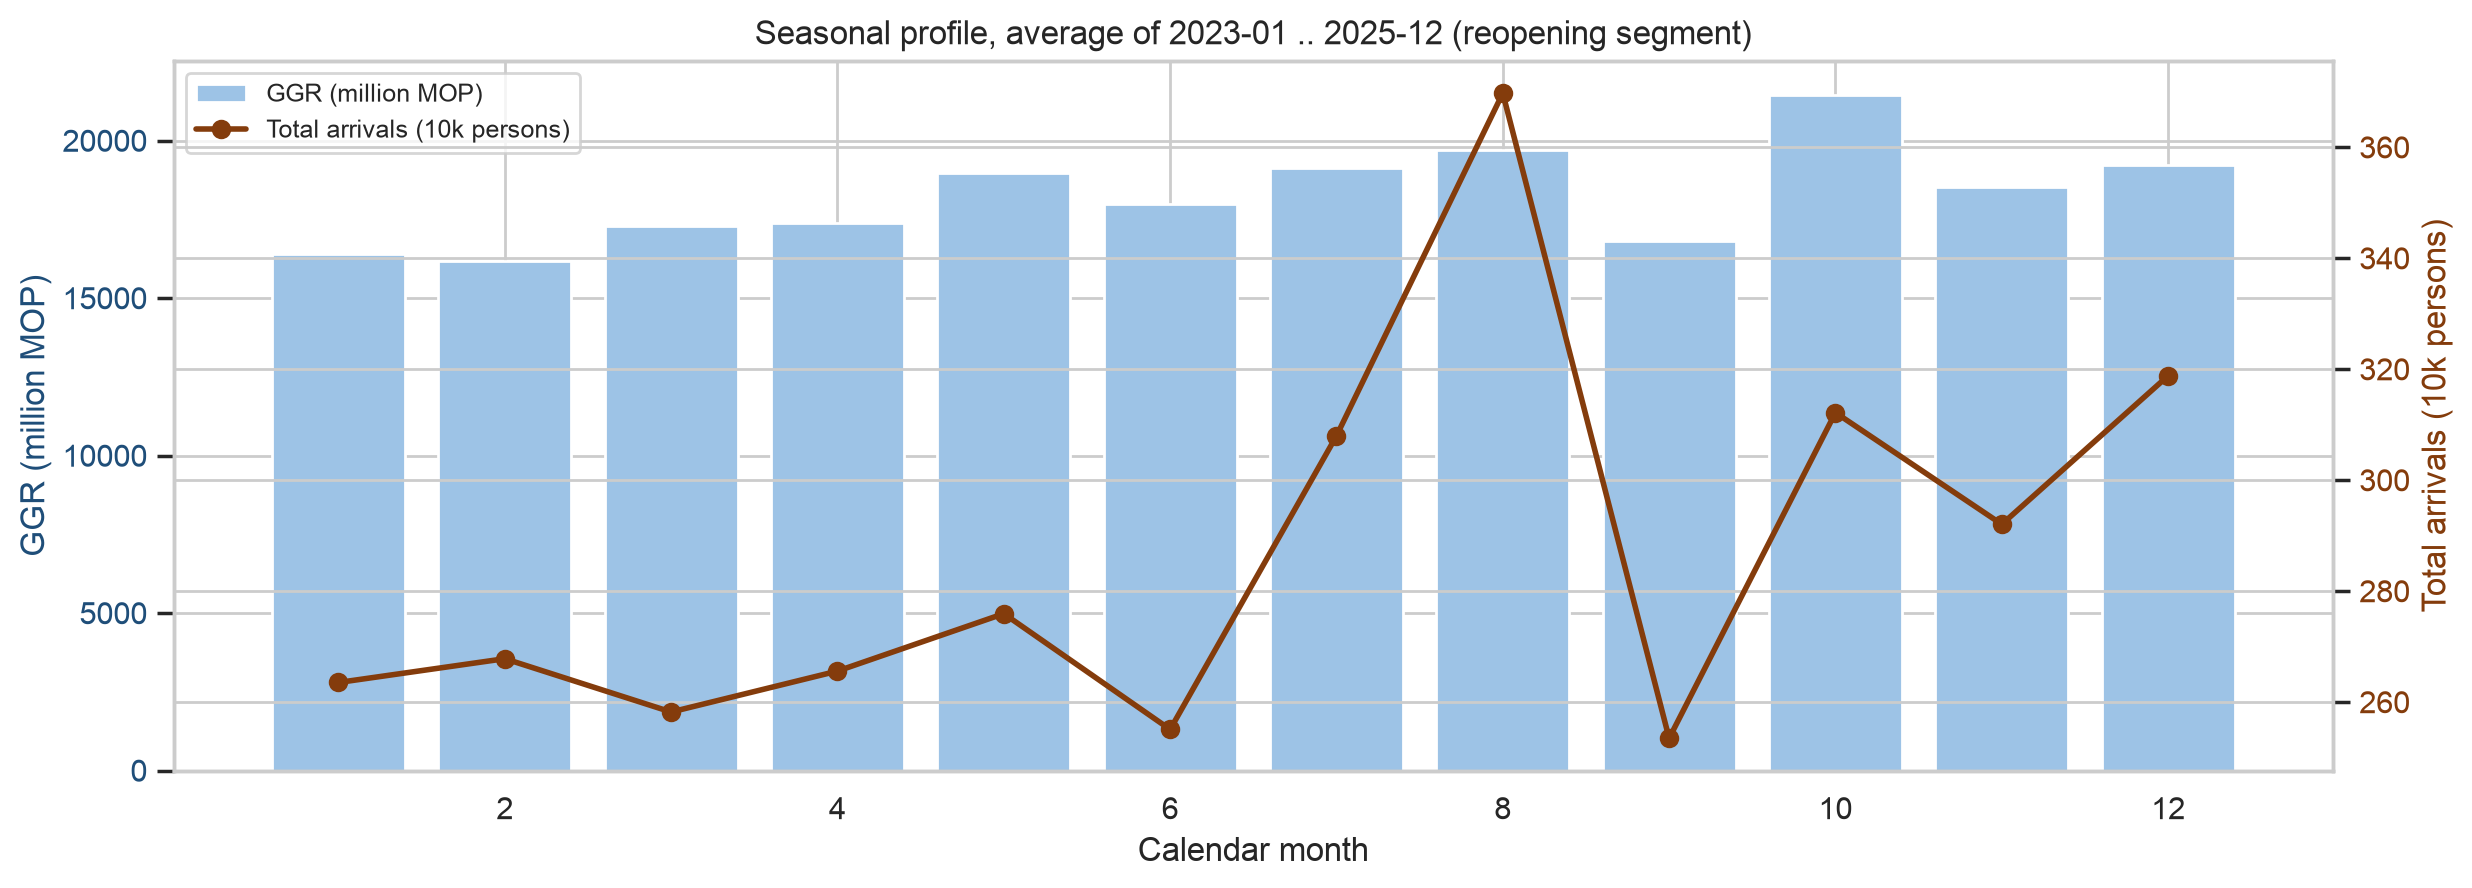 Seasonal profile, average of 2023-01 .. 2025-12 (reopening segment)
GGR (million MOP)
Total arrivals (10k persons)
20000
15000
10000
5000
0
GGR (million MOP)
360
340
320
300
280
260
Total arrivals (10k persons)
2 4 6 8 10 12
Calendar month